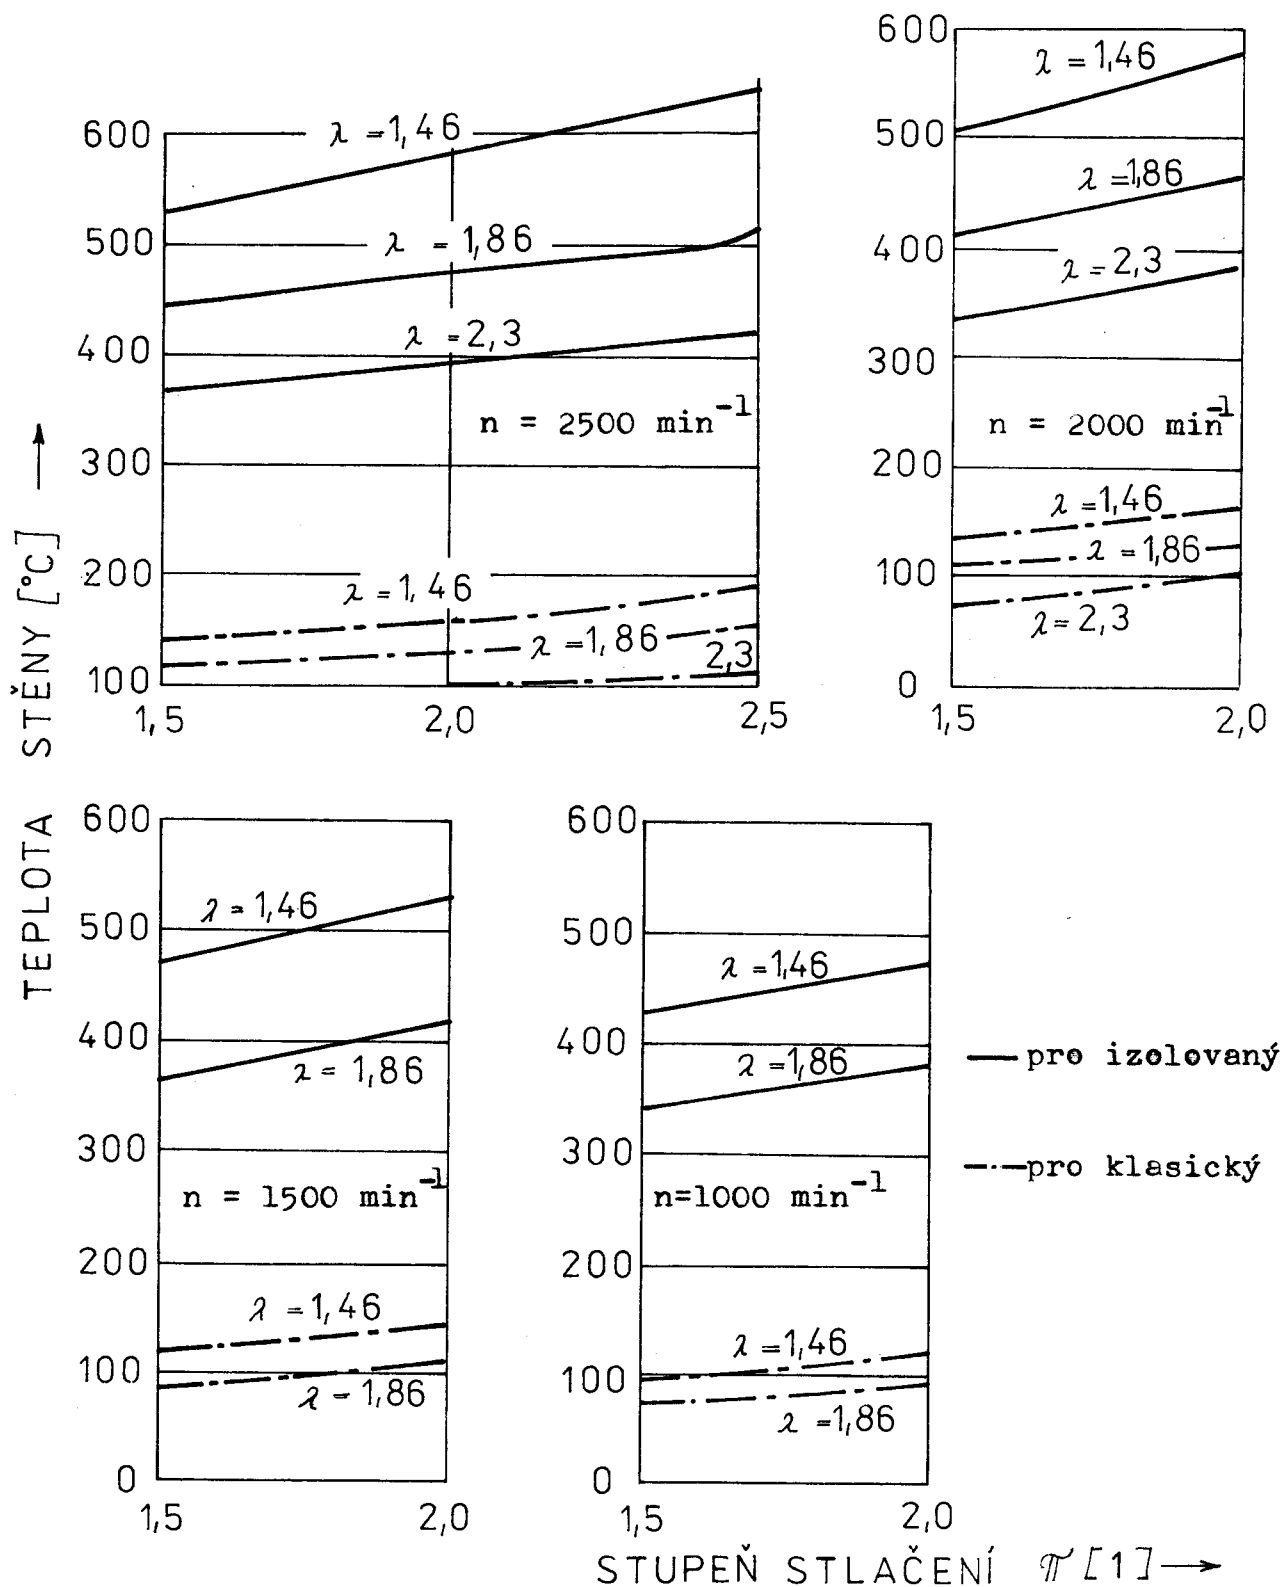 TEPLOTA STĚNY [°C]
600
500
400
300
200
100
λ = 1,46
λ = 1,86
λ = 2,3
n = 2500 min⁻¹
λ = 1,46
λ = 1,86
2,3
1,5 2,0 2,5
600
500
400
300
200
100
0
λ = 1,46
λ = 1,86
λ = 2,3
n = 2000 min⁻¹
λ = 1,46
λ = 1,86
λ = 2,3
1,5 2,0
600
500
400
300
200
100
0
λ = 1,46
λ = 1,86
n = 1500 min⁻¹
λ = 1,46
λ = 1,86
1,5 2,0
600
500
400
300
200
100
0
λ = 1,46
λ = 1,86
n=1000 min⁻¹
λ = 1,46
λ = 1,86
1,5 2,0
pro izolovaný
pro klasický
STUPEŇ STLAČENÍ π [1]